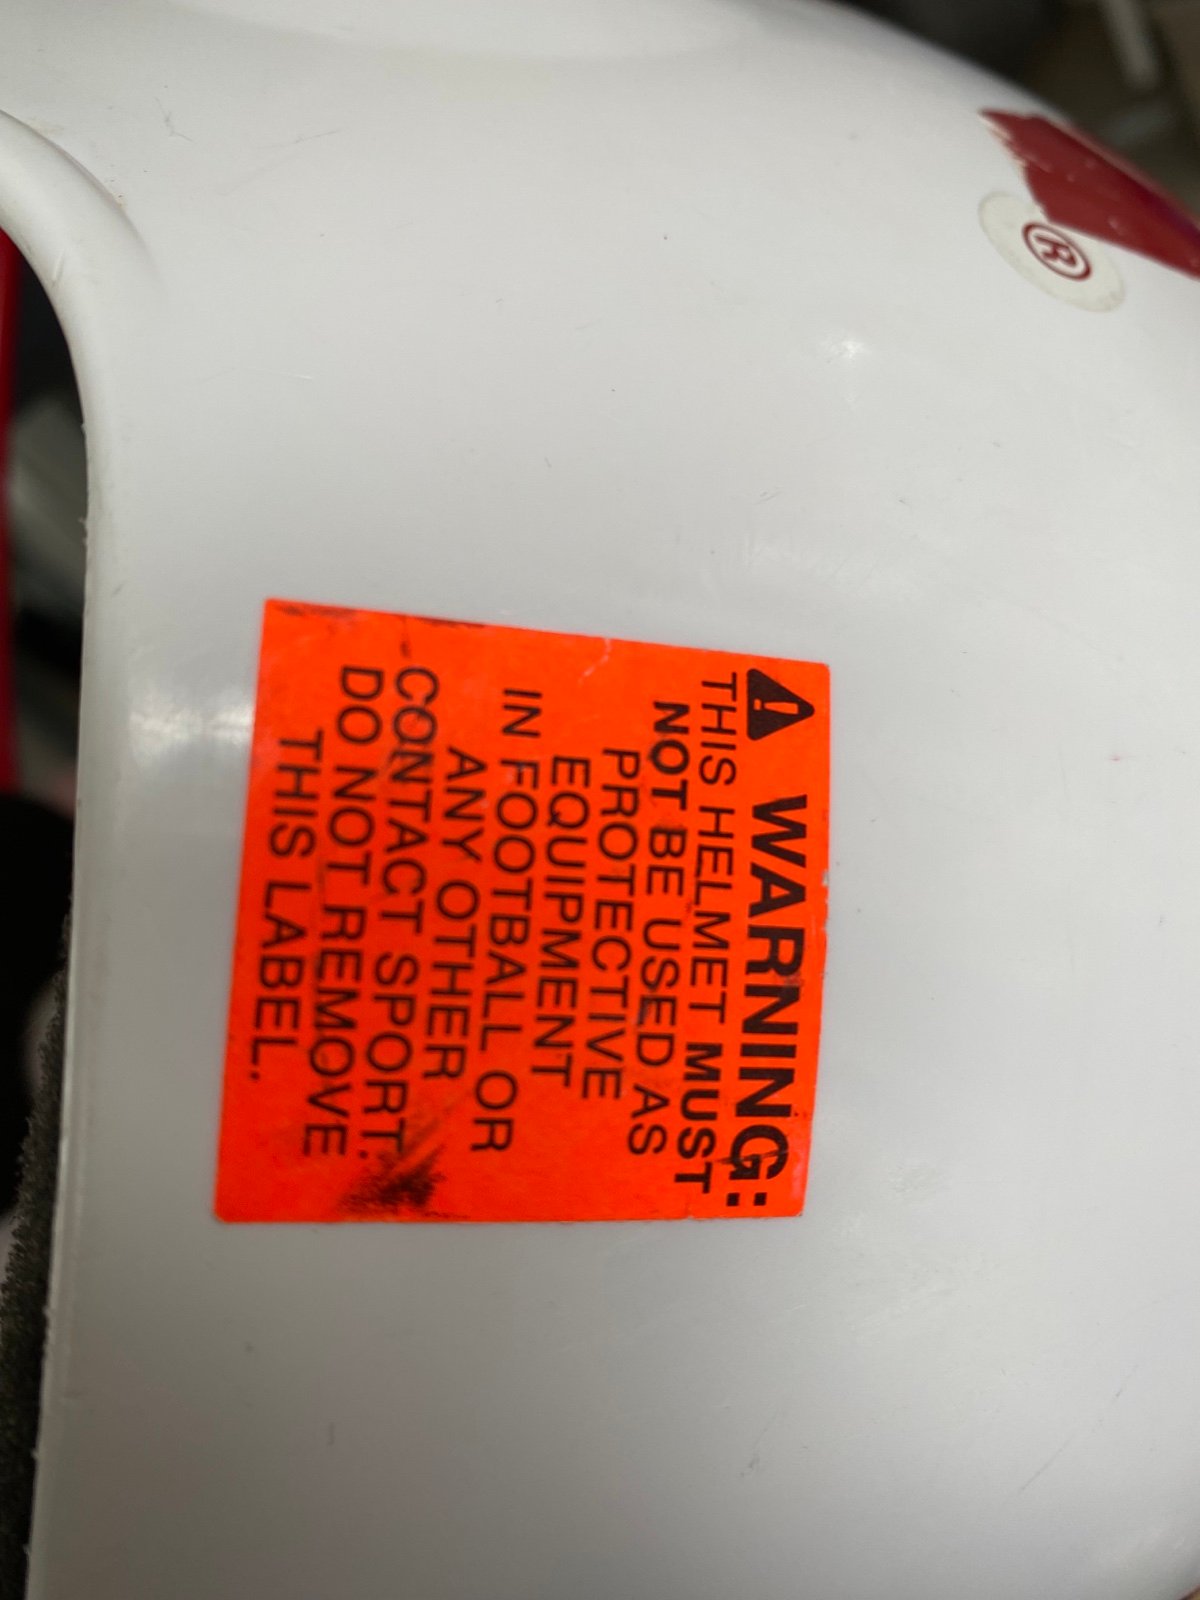 ⚠ WARNING:
THIS HELMET MUST
NOT BE USED AS
PROTECTIVE
EQUIPMENT
IN FOOTBALL OR
ANY OTHER
CONTACT SPORT.
DO NOT REMOVE
THIS LABEL.
®